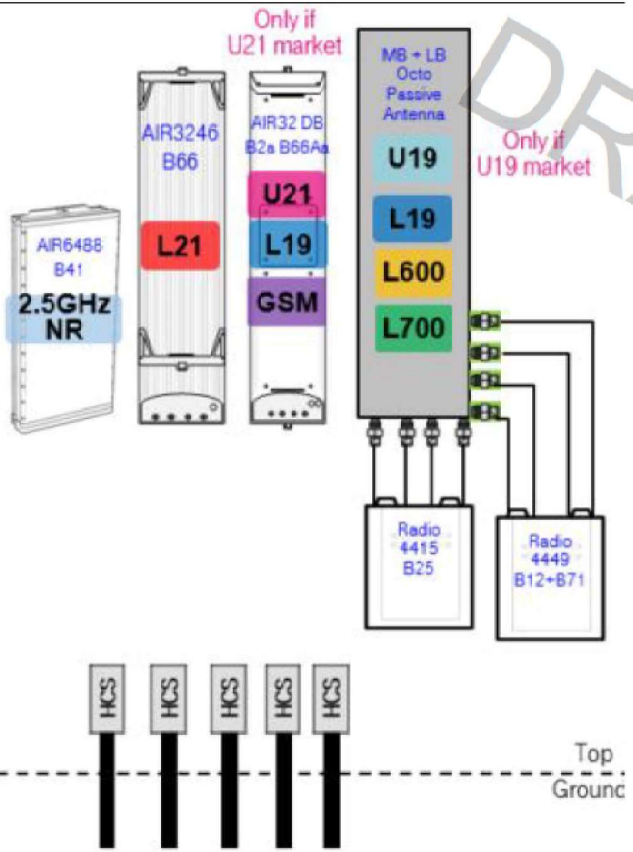 Only if
U21 market
MB + LB
Octo
Passive
Antenna
AIR3246
B66
AIR32 DB
B2a B66Aa
Only if
U19 market
U19
U21
L19
AIR6488
B41
L21
L19
L600
2.5GHz
NR
GSM
L700
Radio
4415
B25
Radio
4449
B12+B71
HCS
HCS
HCS
HCS
HCS
Top
Ground